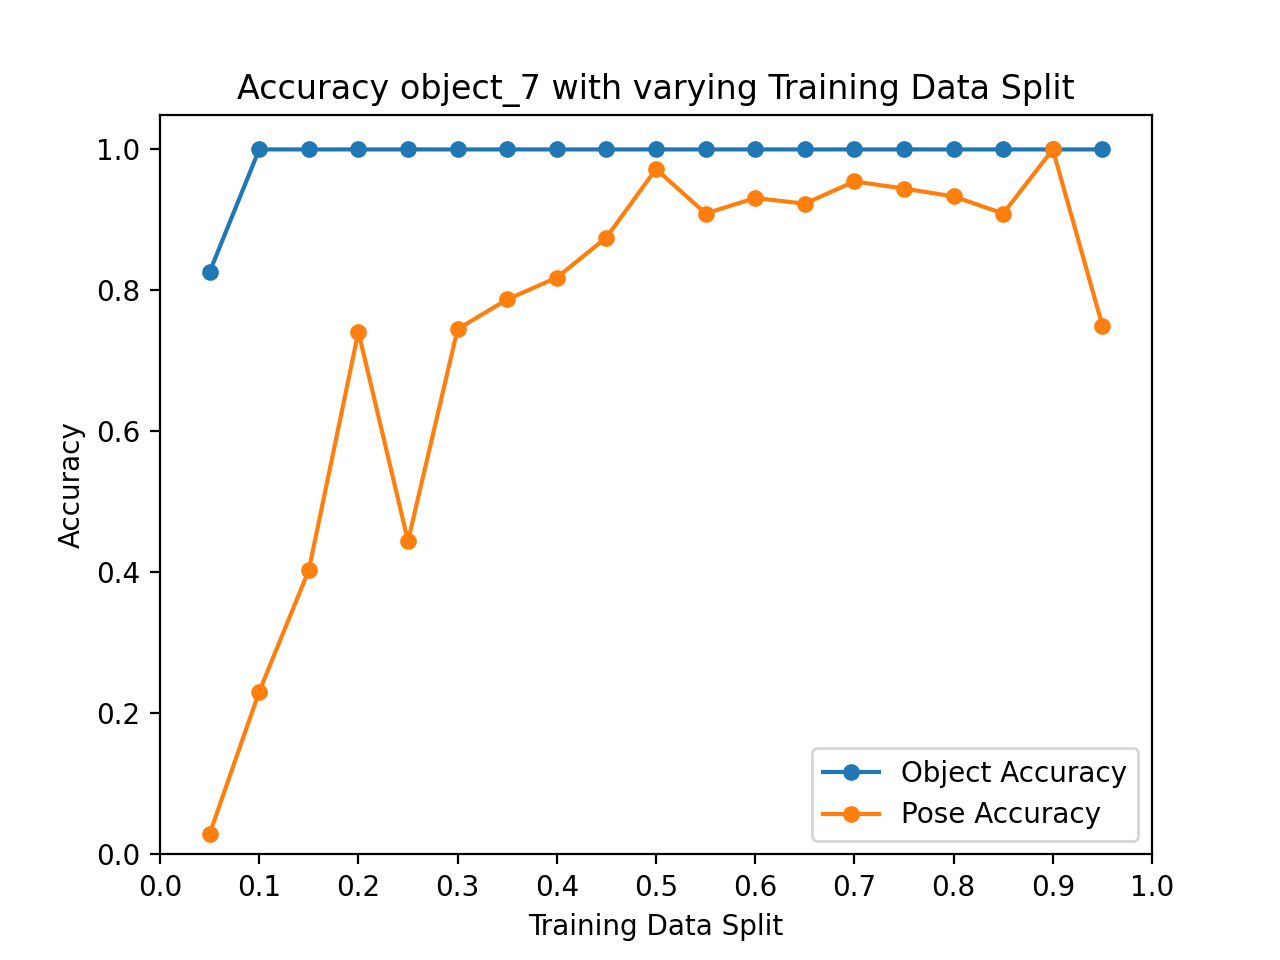 Accuracy object_7 with varying Training Data Split
1.0
0.8
0.6
0.4
0.2
0.0
Accuracy
Object Accuracy
Pose Accuracy
0.0 0.1 0.2 0.3 0.4 0.5 0.6 0.7 0.8 0.9 1.0
Training Data Split